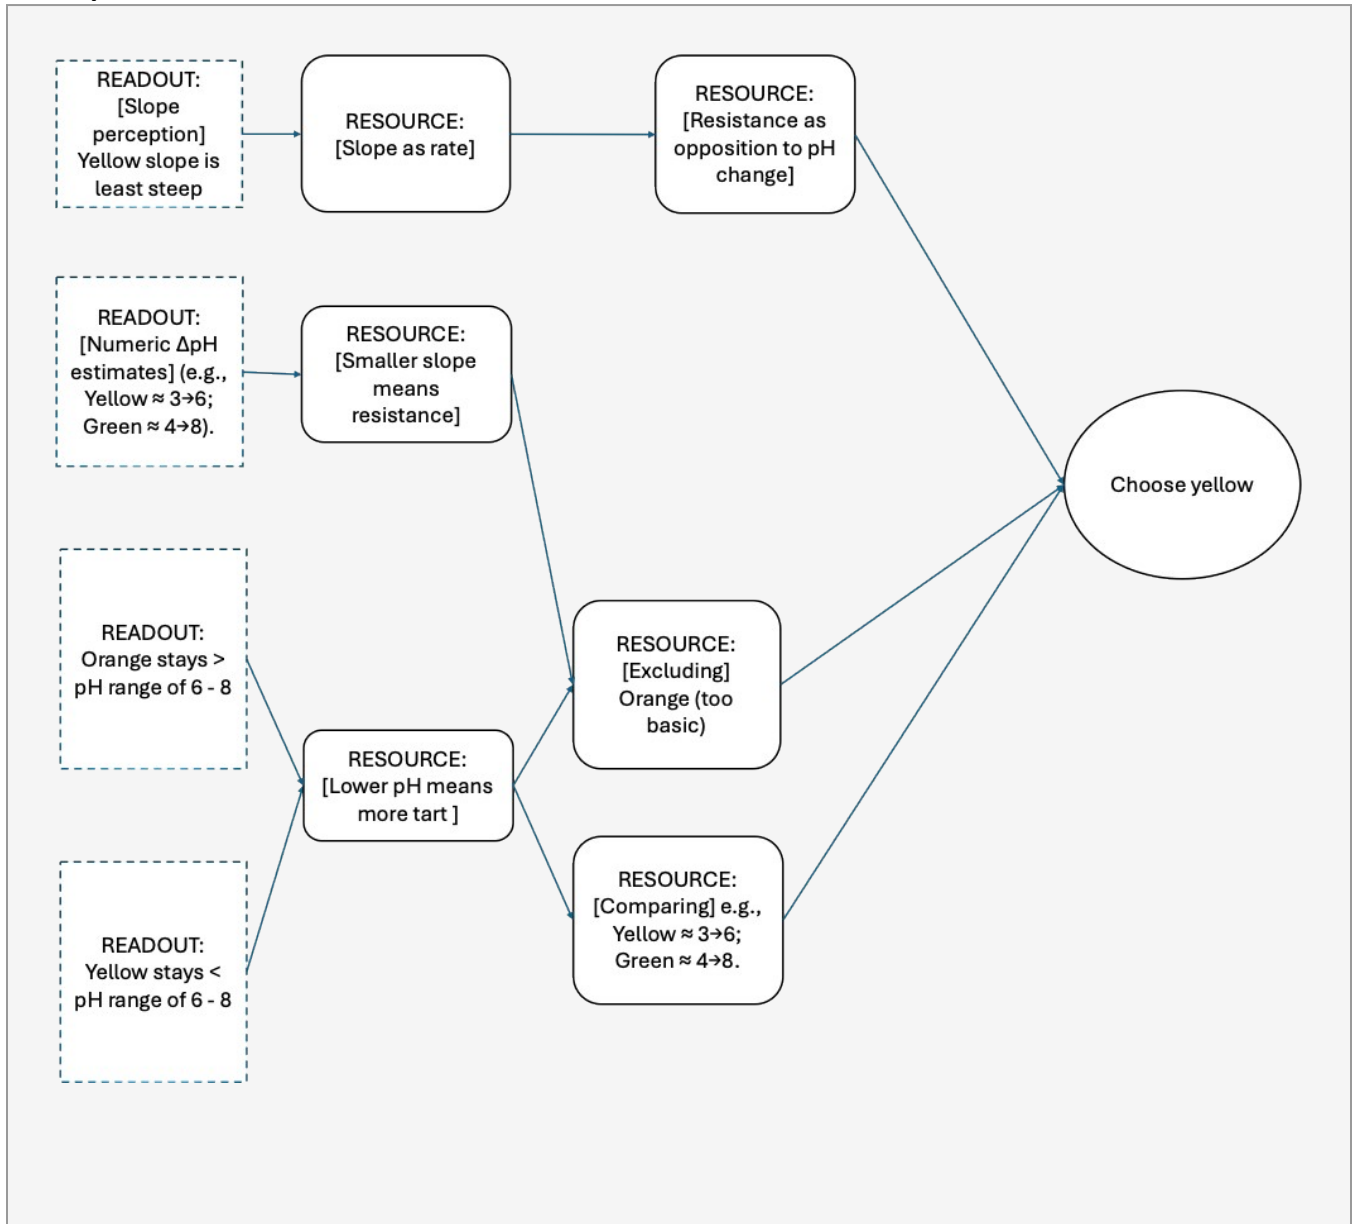 READOUT:
[Slope
perception]
Yellow slope is
least steep
RESOURCE:
[Slope as rate]
RESOURCE:
[Resistance as
opposition to pH
change]
READOUT:
[Numeric ΔpH
estimates] (e.g.,
Yellow ≈ 3→6;
Green ≈ 4→8).
RESOURCE:
[Smaller slope
means
resistance]
Choose yellow
READOUT:
Orange stays >
pH range of 6 - 8
RESOURCE:
[Excluding]
Orange (too
basic)
RESOURCE:
[Lower pH means
more tart ]
READOUT:
Yellow stays <
pH range of 6 - 8
RESOURCE:
[Comparing] e.g.,
Yellow ≈ 3→6;
Green ≈ 4→8.